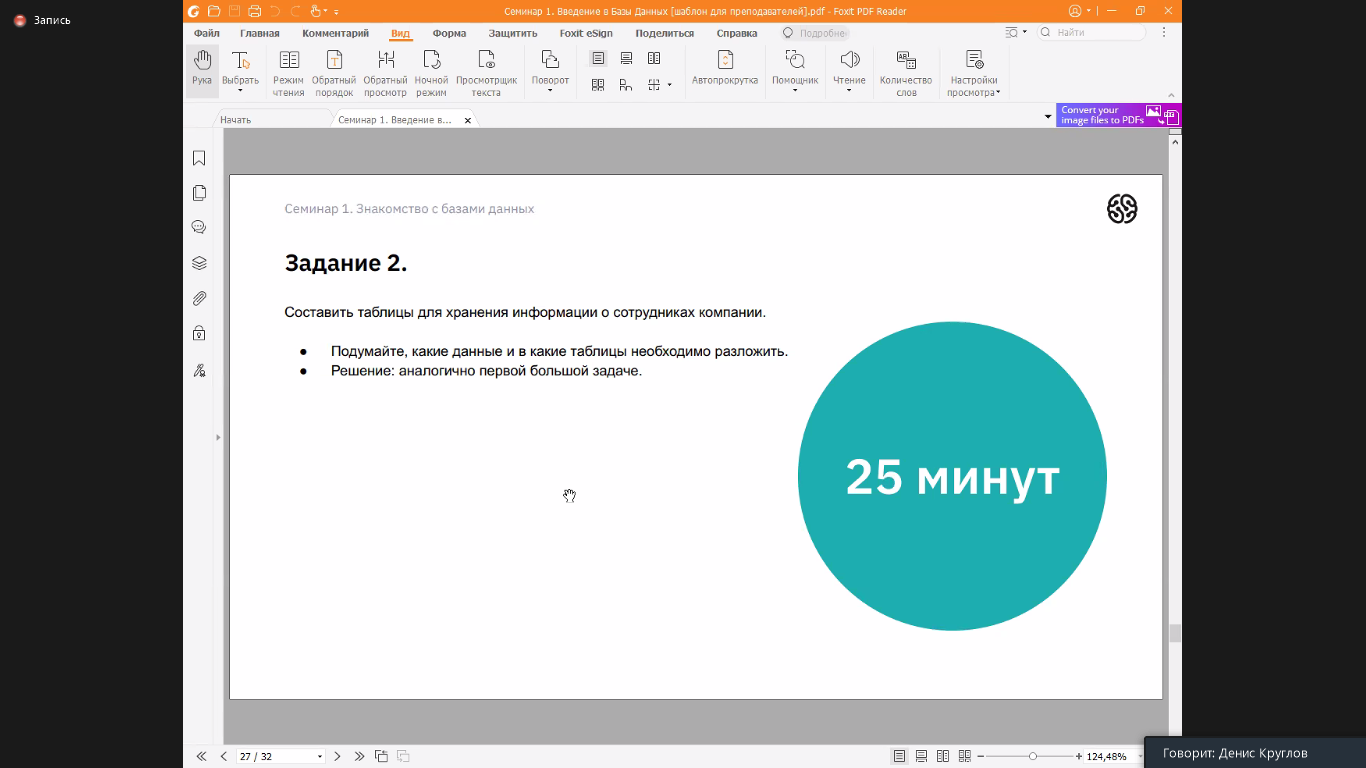 Запись
Семинар 1. Введение в Базы Данных [шаблон для преподавателей].pdf - Foxit PDF Reader
Файл Главная Комментарий Вид Форма Защитить Foxit eSign Поделиться Справка Подробне Найти
Рука
Выбрать
Режим чтения
Обратный порядок
Обратный просмотр
Ночной режим
Просмотрщик текста
Поворот
Автопрокрутка
Помощник
Чтение
Количество слов
Настройки просмотра
Начать
Семинар 1. Введение в...
Convert your
image files to PDFs
Семинар 1. Знакомство с базами данных
Задание 2.
Составить таблицы для хранения информации о сотрудниках компании.
● Подумайте, какие данные и в какие таблицы необходимо разложить.
● Решение: аналогично первой большой задаче.
25 минут
27 / 32
124,48%
Говорит: Денис Круглов